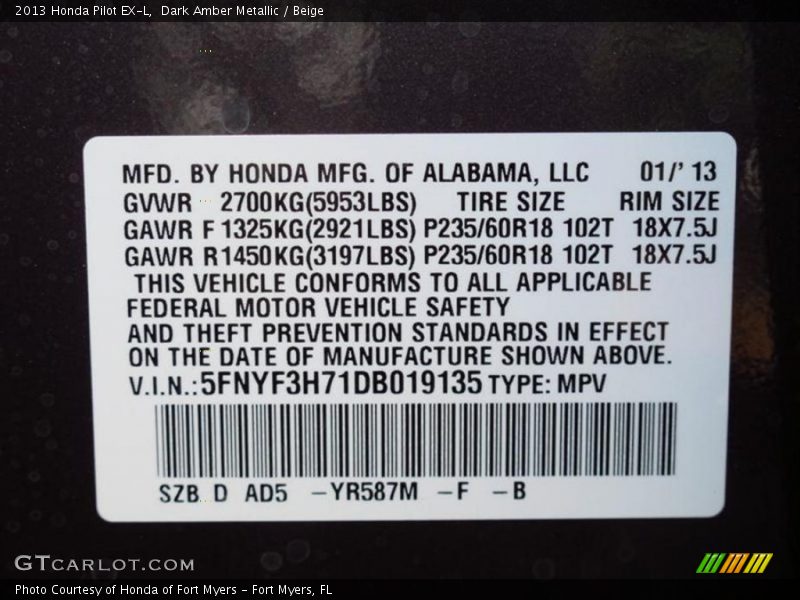 2013 Honda Pilot EX-L, Dark Amber Metallic / Beige
MFD. BY HONDA MFG. OF ALABAMA, LLC 01/' 13
GVWR 2700KG(5953LBS) TIRE SIZE RIM SIZE
GAWR F 1325KG(2921LBS) P235/60R18 102T 18X7.5J
GAWR R1450KG(3197LBS) P235/60R18 102T 18X7.5J
THIS VEHICLE CONFORMS TO ALL APPLICABLE
FEDERAL MOTOR VEHICLE SAFETY
AND THEFT PREVENTION STANDARDS IN EFFECT
ON THE DATE OF MANUFACTURE SHOWN ABOVE.
V.I.N.:5FNYF3H71DB019135 TYPE: MPV
SZB D AD5 -YR587M -F -B
GTCARLOT.COM
Photo Courtesy of Honda of Fort Myers - Fort Myers, FL